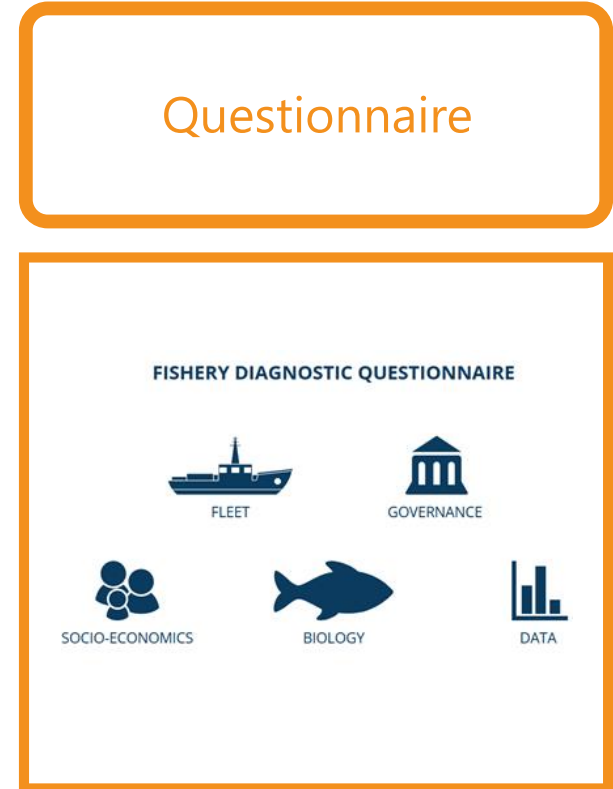 Questionnaire
FISHERY DIAGNOSTIC QUESTIONNAIRE
FLEET
GOVERNANCE
SOCIO-ECONOMICS
BIOLOGY
DATA